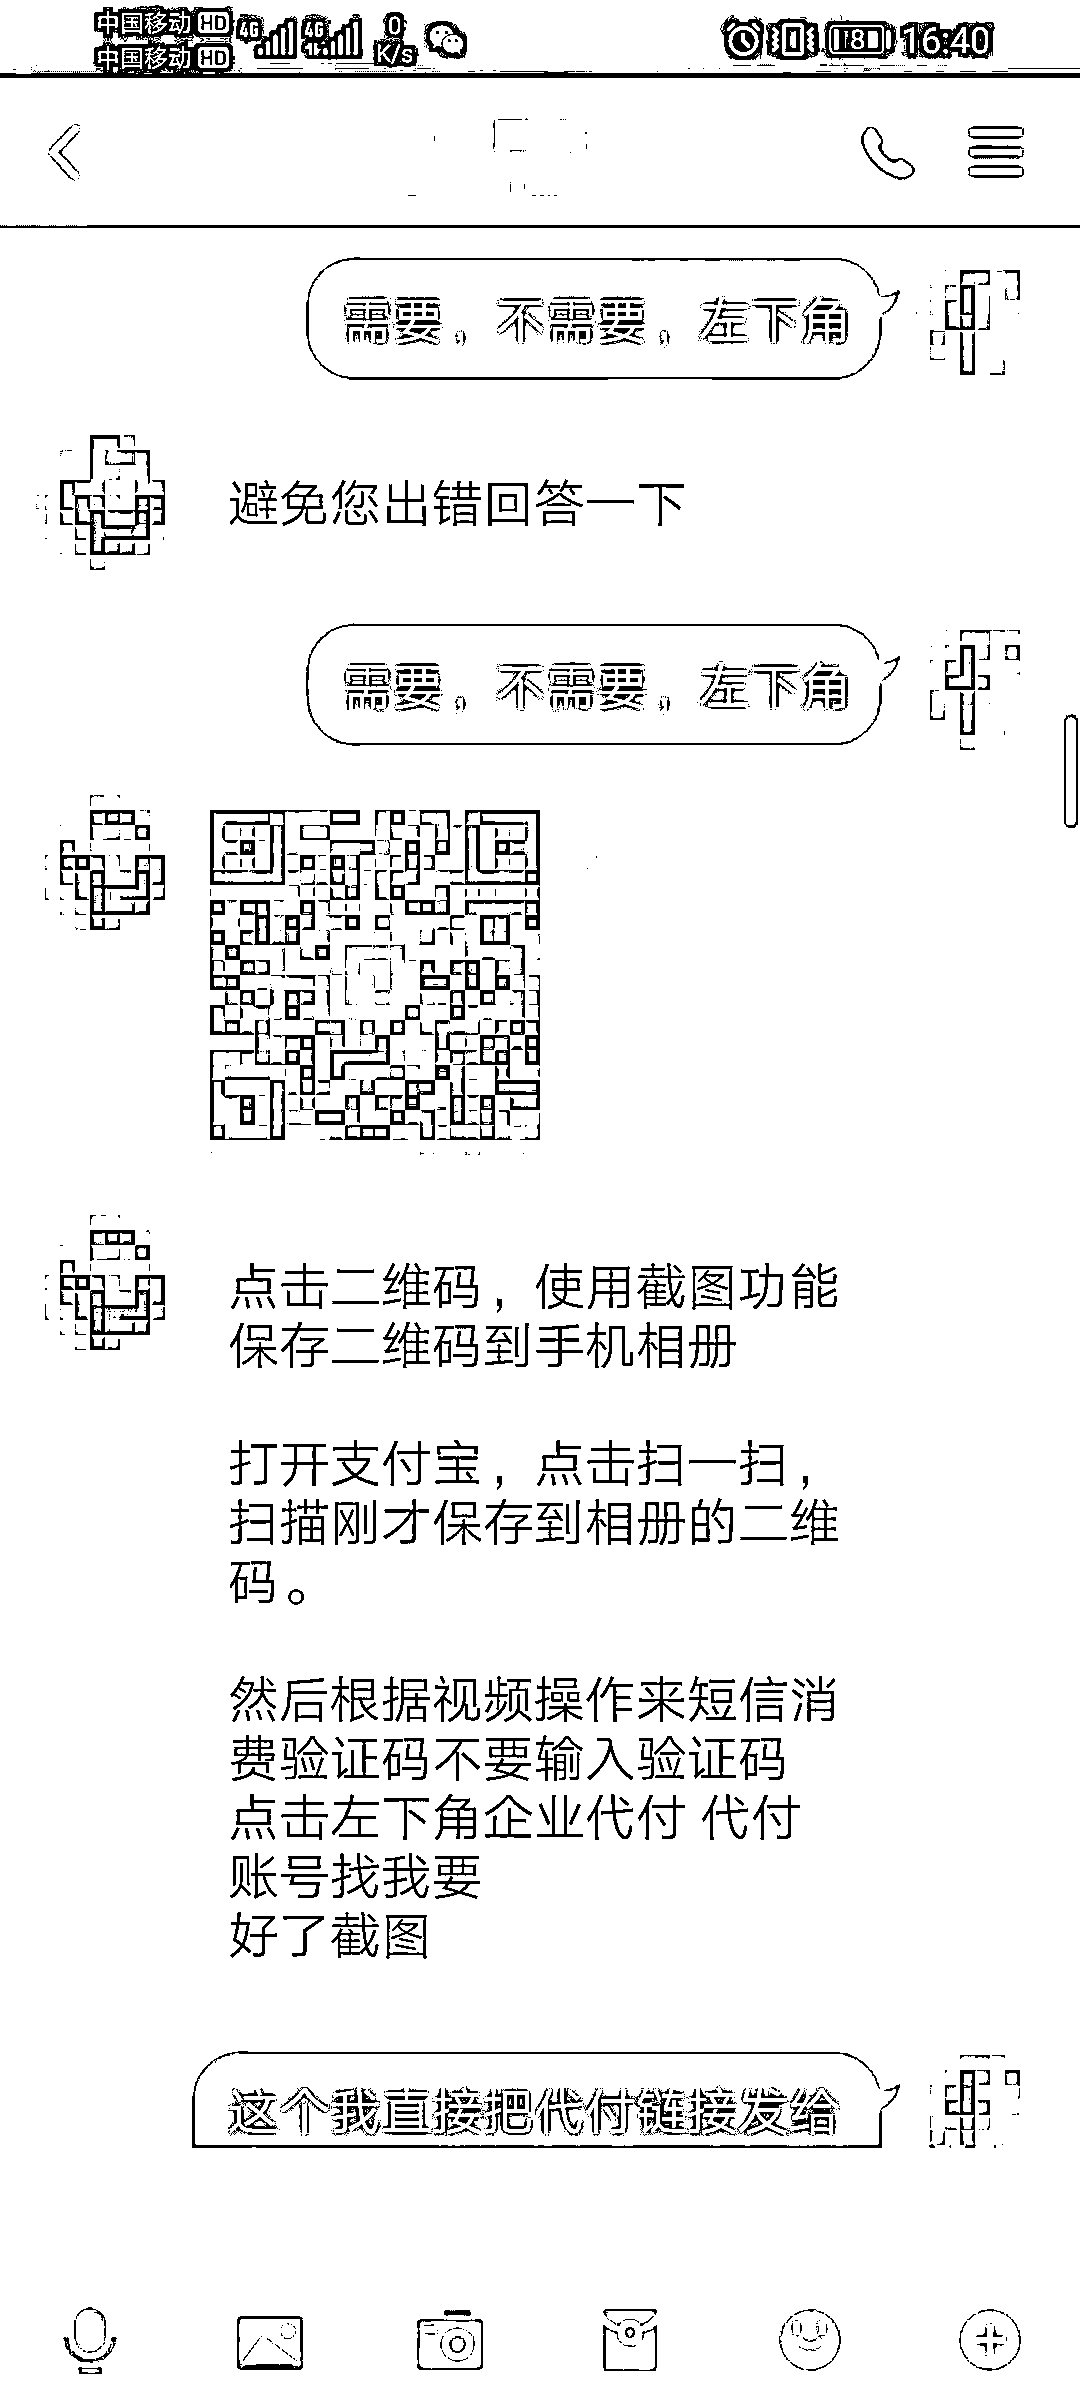 中国移动 HD 4G 4G 0 K/s 78 16:40
中国移动 HD
需要，不需要，左下角
避免您出错回答一下
需要，不需要，左下角
点击二维码，使用截图功能
保存二维码到手机相册
打开支付宝，点击扫一扫，
扫描刚才保存到相册的二维
码。
然后根据视频操作来短信消
费验证码不要输入验证码
点击左下角企业代付 代付
账号找我要
好了截图
这个我直接把代付链接发给